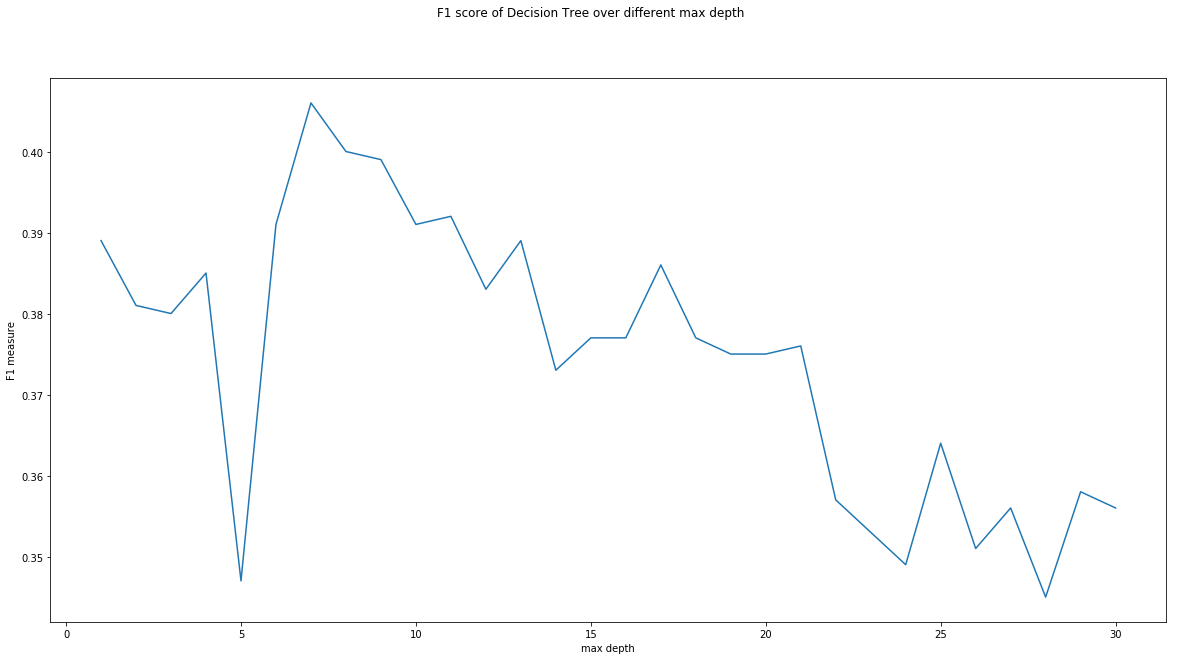 F1 score of Decision Tree over different max depth
F1 measure
0.40
0.39
0.38
0.37
0.36
0.35
0 5 10 15 20 25 30
max depth